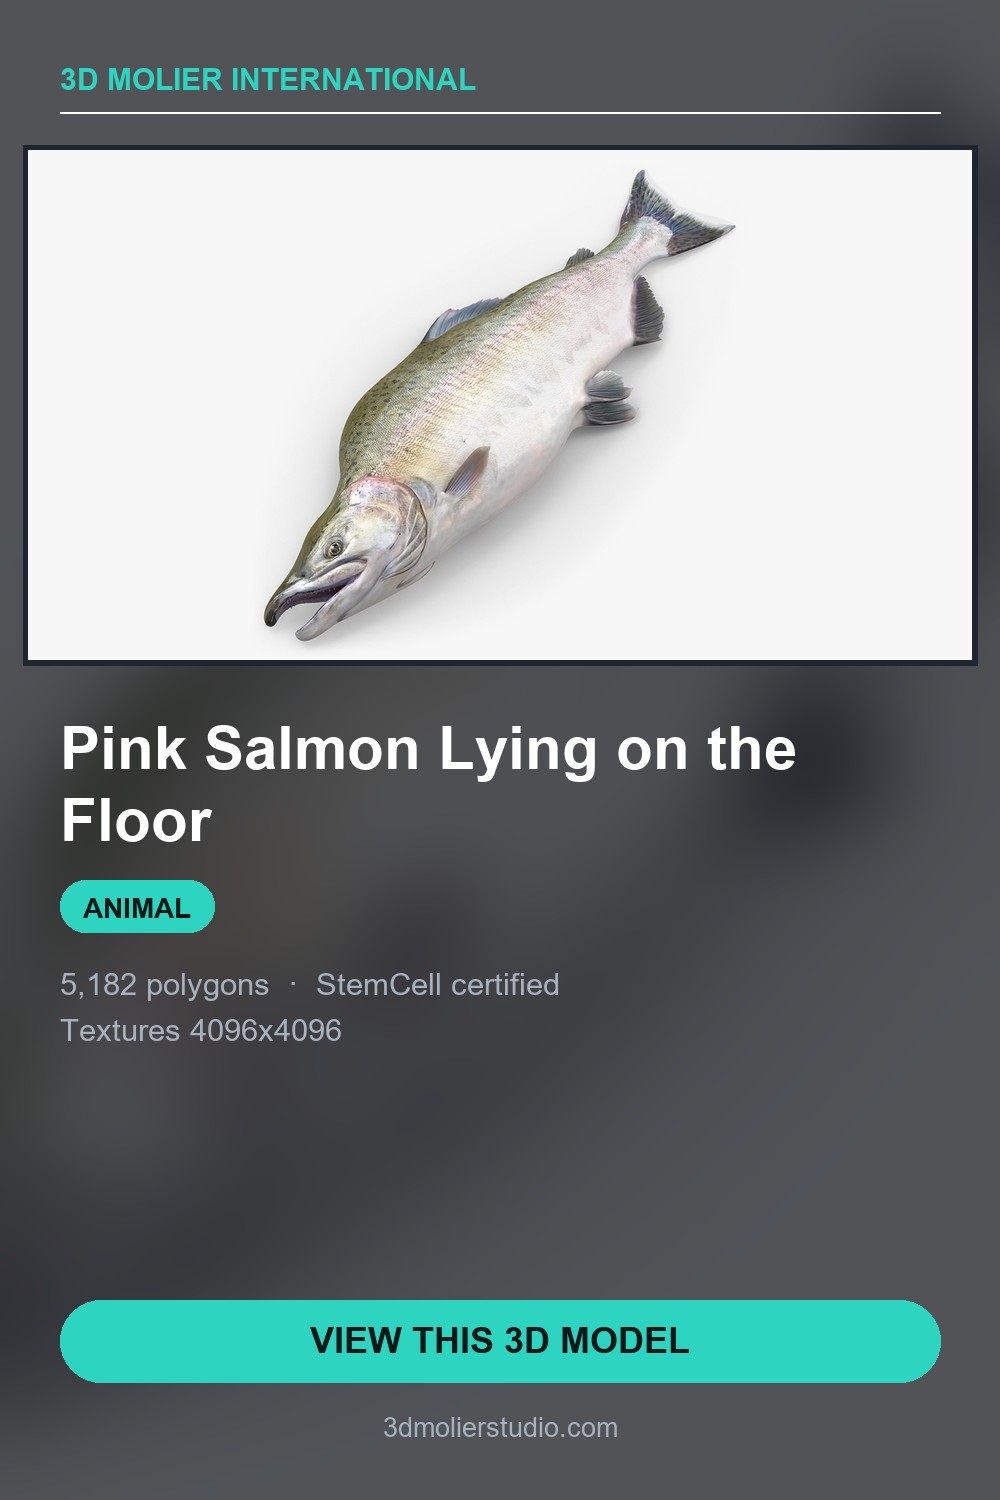 3D MOLIER INTERNATIONAL
Pink Salmon Lying on the
Floor
ANIMAL
5,182 polygons · StemCell certified
Textures 4096x4096
VIEW THIS 3D MODEL
3dmolierstudio.com